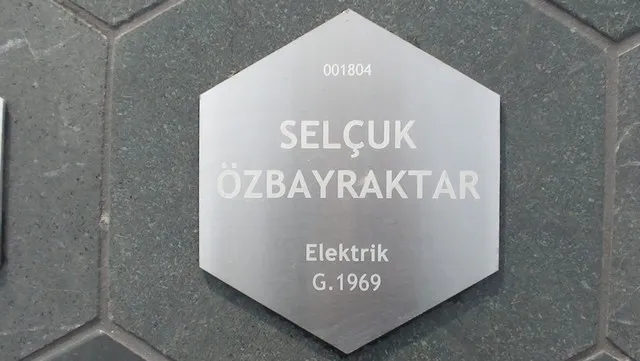 001804
SELÇUK
ÖZBAYRAKTAR
Elektrik
G.1969